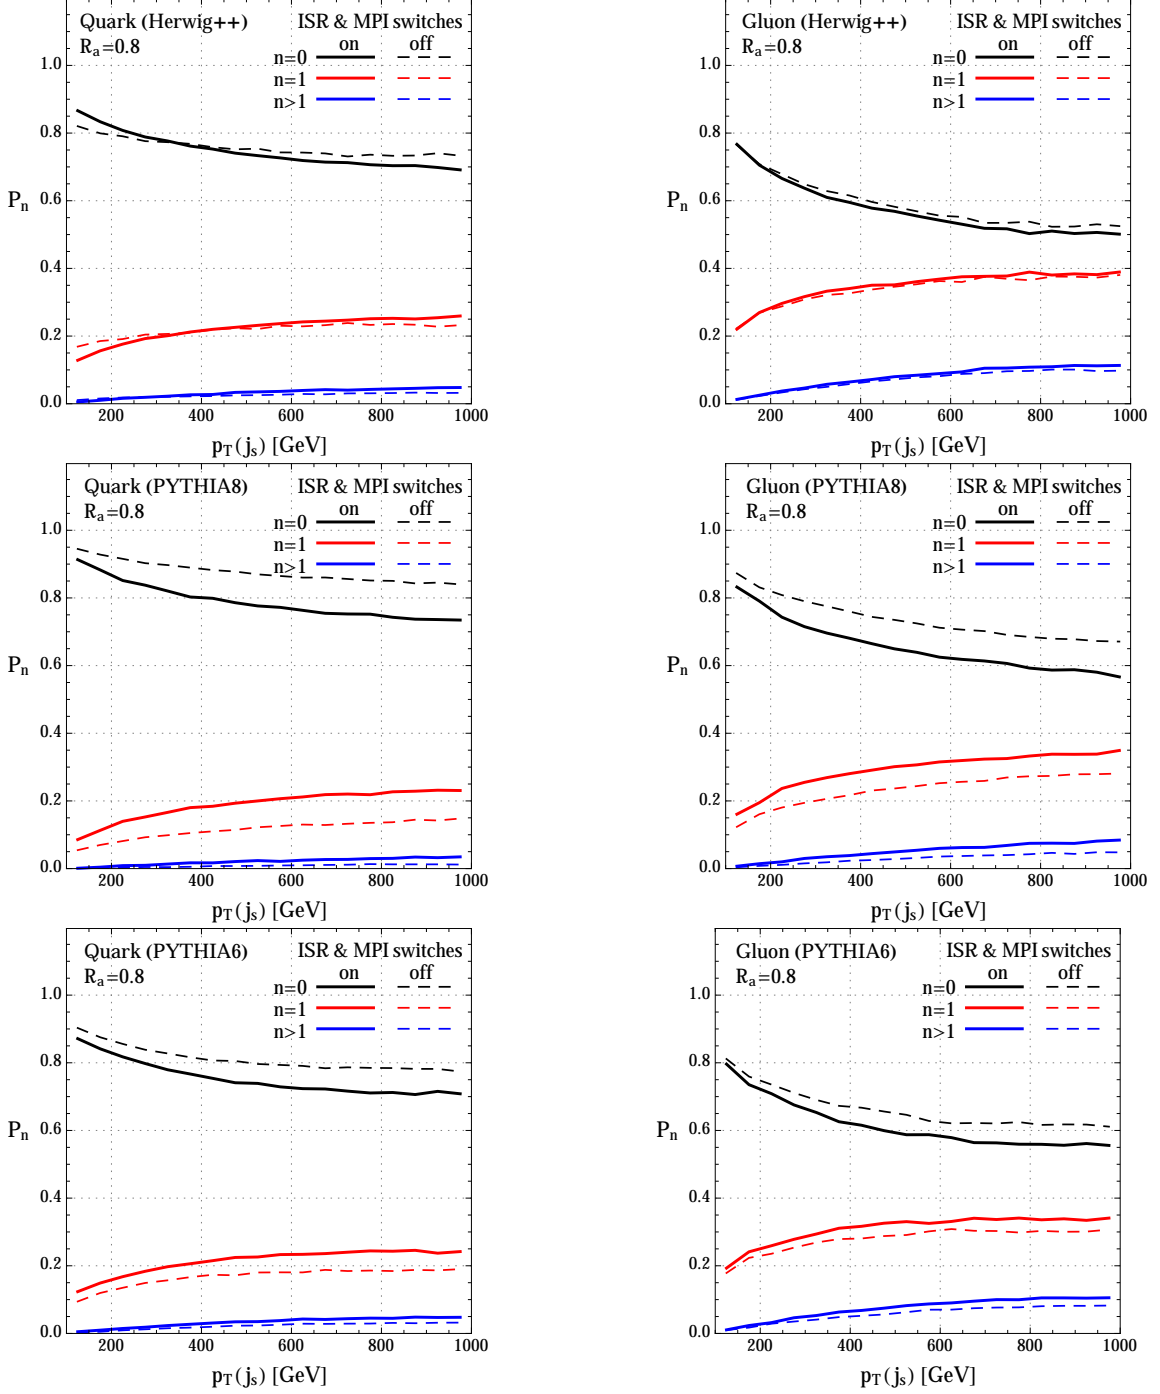 Quark (Herwig++) ISR & MPI switches
R_a=0.8 on off
n=0
n=1
n>1
1.0
0.8
P_n
0.6
0.4
0.2
0.0
200 400 600 800 1000
p_T(j_s) [GeV]
Gluon (Herwig++) ISR & MPI switches
R_a=0.8 on off
n=0
n=1
n>1
1.0
0.8
P_n
0.6
0.4
0.2
0.0
200 400 600 800 1000
p_T(j_s) [GeV]
Quark (PYTHIA8) ISR & MPI switches
R_a=0.8 on off
n=0
n=1
n>1
1.0
0.8
P_n
0.6
0.4
0.2
0.0
200 400 600 800 1000
p_T(j_s) [GeV]
Gluon (PYTHIA8) ISR & MPI switches
R_a=0.8 on off
n=0
n=1
n>1
1.0
0.8
P_n
0.6
0.4
0.2
0.0
200 400 600 800 1000
p_T(j_s) [GeV]
Quark (PYTHIA6) ISR & MPI switches
R_a=0.8 on off
n=0
n=1
n>1
1.0
0.8
P_n
0.6
0.4
0.2
0.0
200 400 600 800 1000
p_T(j_s) [GeV]
Gluon (PYTHIA6) ISR & MPI switches
R_a=0.8 on off
n=0
n=1
n>1
1.0
0.8
P_n
0.6
0.4
0.2
0.0
200 400 600 800 1000
p_T(j_s) [GeV]